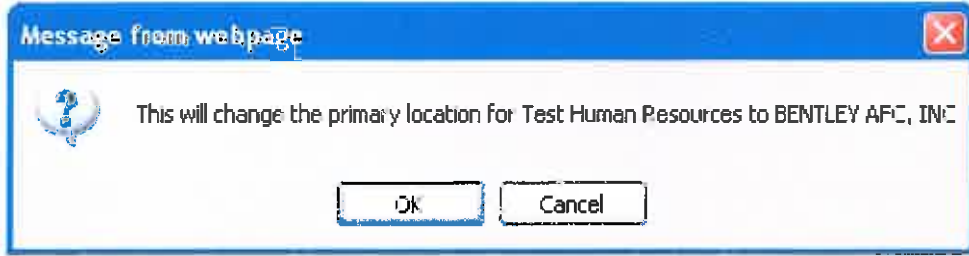 Message from webpage
This will change the primary location for Test Human Resources to BENTLEY AFC, INC
OK
Cancel